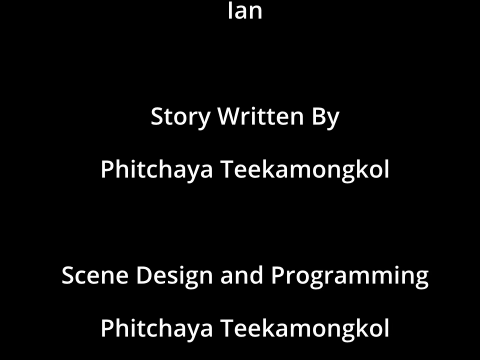 Ian
Story Written By
Phitchaya Teekamongkol
Scene Design and Programming
Phitchaya Teekamongkol